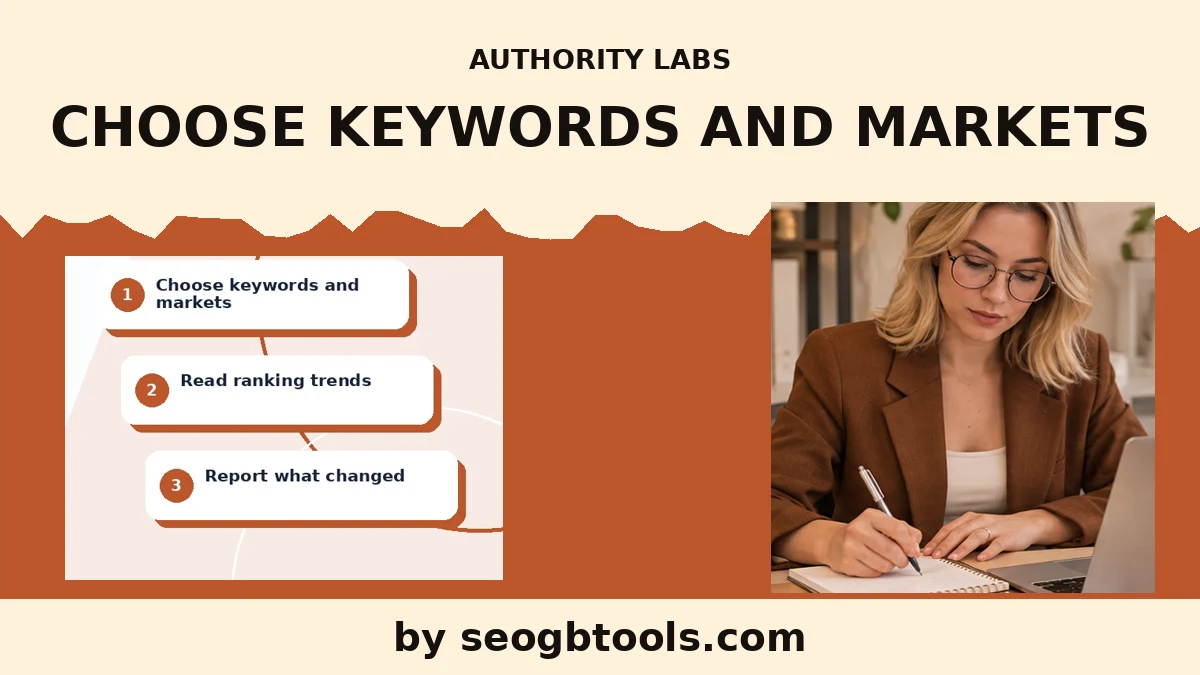 AUTHORITY LABS
CHOOSE KEYWORDS AND MARKETS
1
Choose keywords and
markets
2
Read ranking trends
3
Report what changed
by seogbtools.com